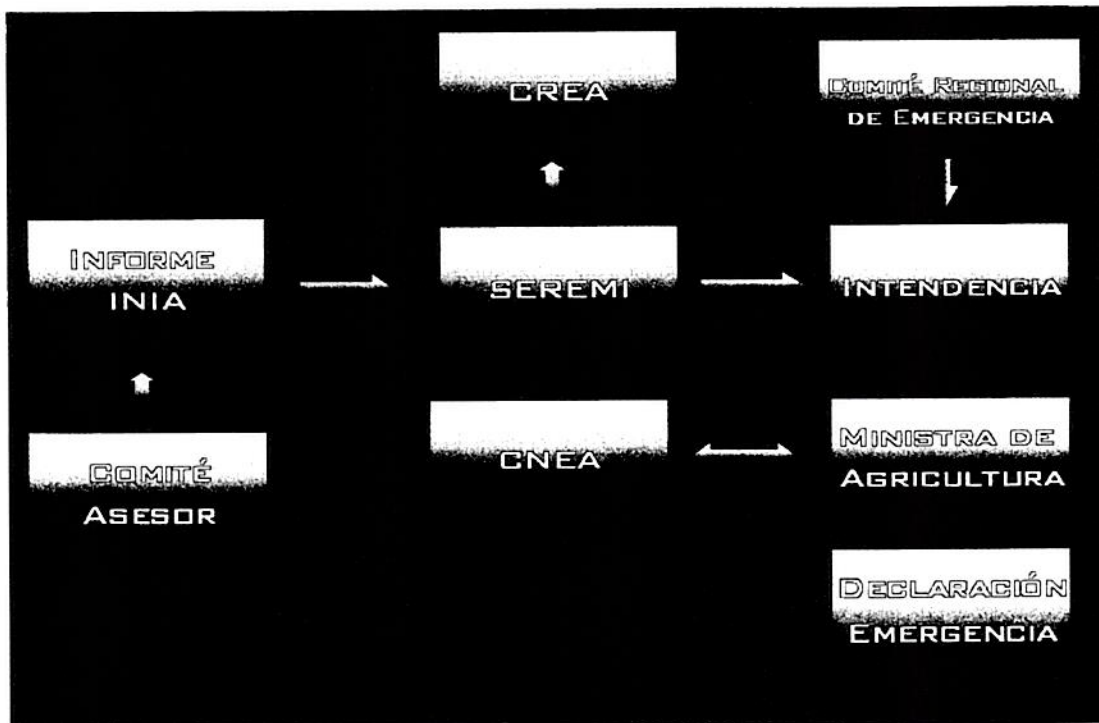 CREA
COMITÉ REGIONAL
DE EMERGENCIA
INFORME
INIA
SEREMI
INTENDENCIA
COMITÉ
ASESOR
CNEA
MINISTRA DE
AGRICULTURA
DECLARACIÓN
EMERGENCIA